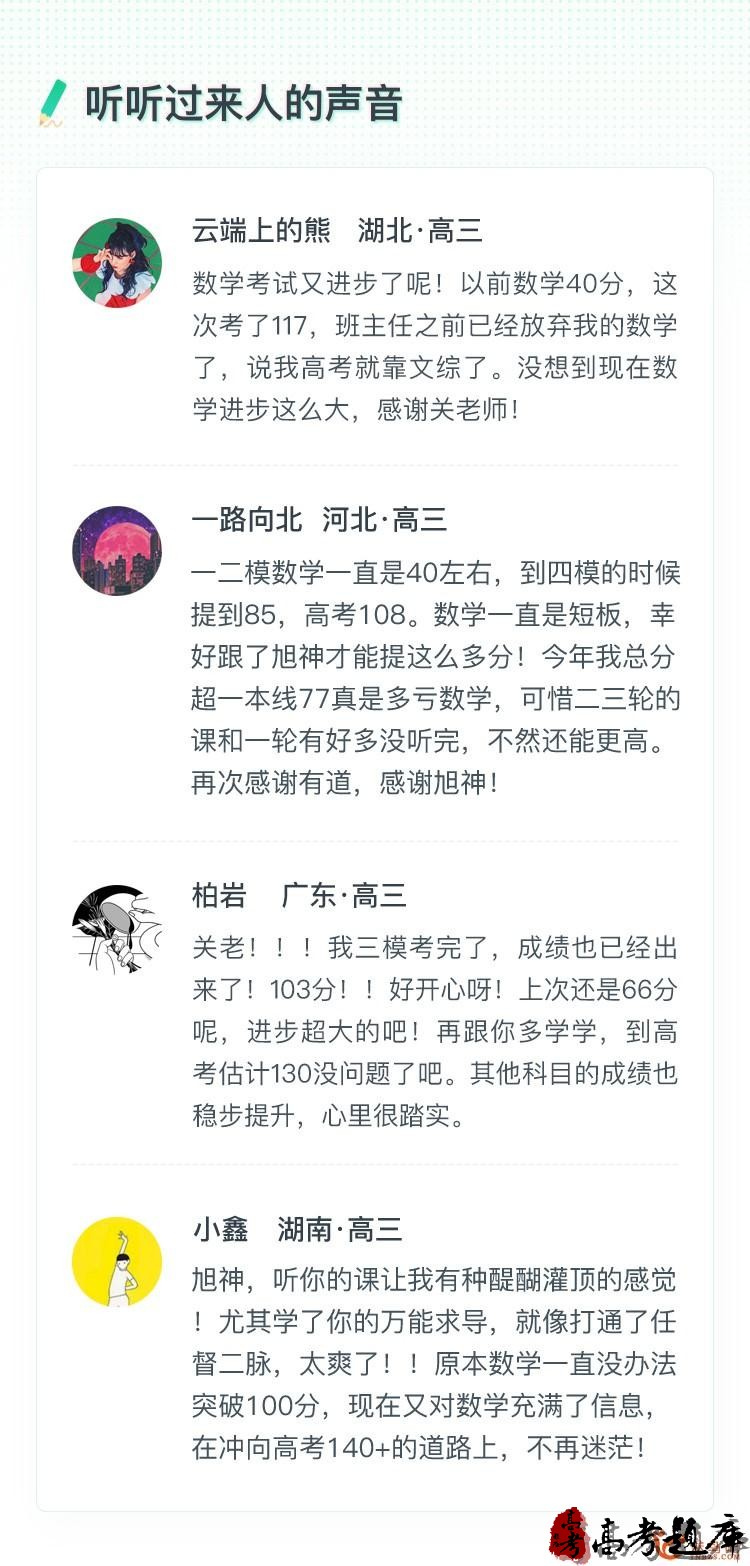 听听过来人的声音
云端上的熊 湖北·高三
数学考试又进步了呢！以前数学40分，这
次考了117，班主任之前已经放弃我的数学
了，说我高考就靠文综了。没想到现在数
学进步这么大，感谢关老师！
一路向北 河北·高三
一二模数学一直是40左右，到四模的时候
提到85，高考108。数学一直是短板，幸
好跟了旭神才能提这么多分！今年我总分
超一本线77真是多亏数学，可惜二三轮的
课和一轮有好多没听完，不然还能更高。
再次感谢有道，感谢旭神！
柏岩 广东·高三
关老！！！我三模考完了，成绩也已经出
来了！103分！！好开心呀！上次还是66分
呢，进步超大的吧！再跟你多学学，到高
考估计130没问题了吧。其他科目的成绩也
稳步提升，心里很踏实。
小鑫 湖南·高三
旭神，听你的课让我有种醍醐灌顶的感觉
！尤其学了你的万能求导，就像打通了任
督二脉，太爽了！！原本数学一直没办法
突破100分，现在又对数学充满了信息，
在冲向高考140+的道路上，不再迷茫！
高考
高考题库